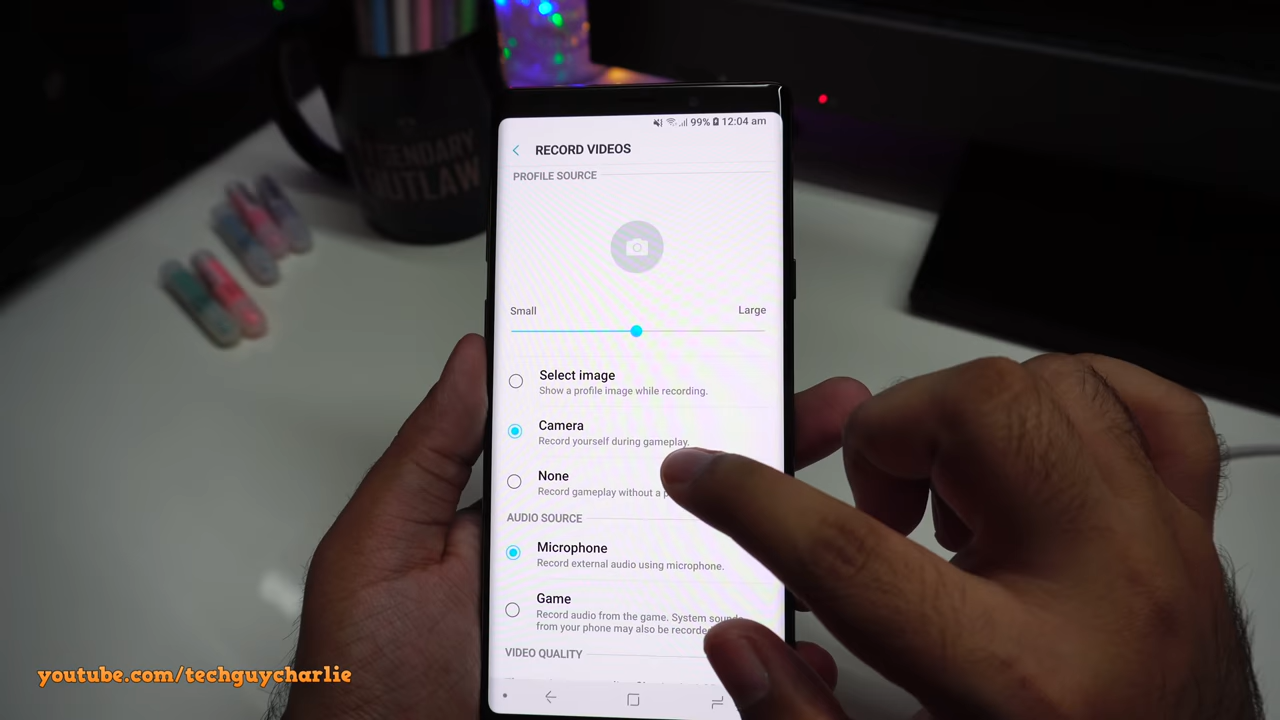 99% 12:04 am
RECORD VIDEOS
PROFILE SOURCE
Small Large
Select image
Show a profile image while recording.
Camera
Record yourself during gameplay.
None
Record gameplay without a
AUDIO SOURCE
Microphone
Record external audio using microphone.
Game
Record audio from the game. System sounds
from your phone may also be recorded
VIDEO QUALITY
LEGENDARY
OUTLAW
youtube.com/techguycharlie